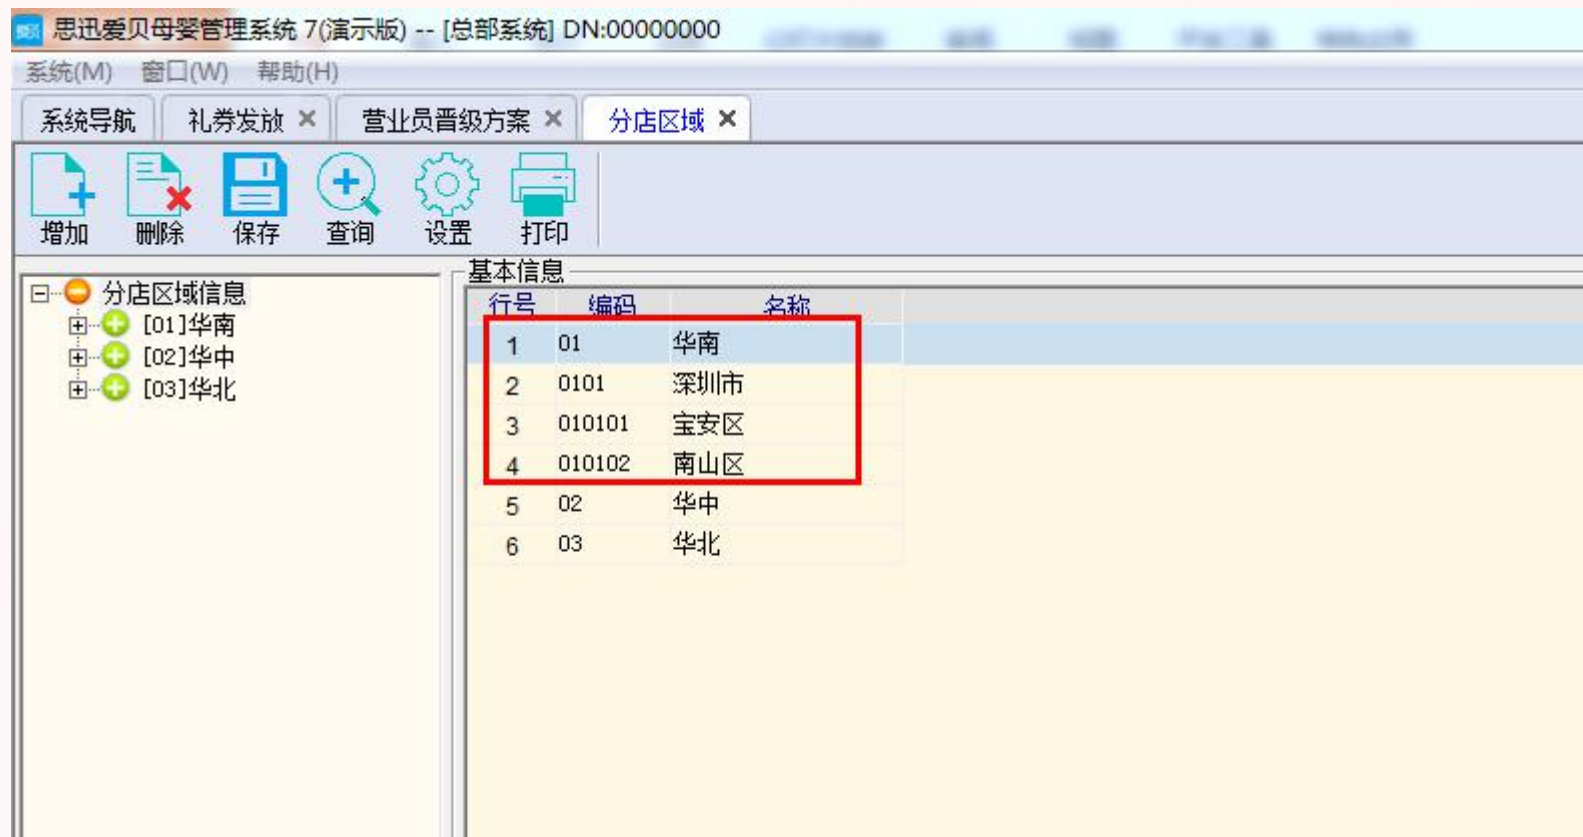 思迅爱贝母婴管理系统 7(演示版) -- [总部系统] DN:00000000
系统(M) 窗口(W) 帮助(H)
系统导航 礼券发放 营业员晋级方案 分店区域
增加 删除 保存 查询 设置 打印
分店区域信息
[01]华南
[02]华中
[03]华北
基本信息
行号 编码 名称
1 01 华南
2 0101 深圳市
3 010101 宝安区
4 010102 南山区
5 02 华中
6 03 华北